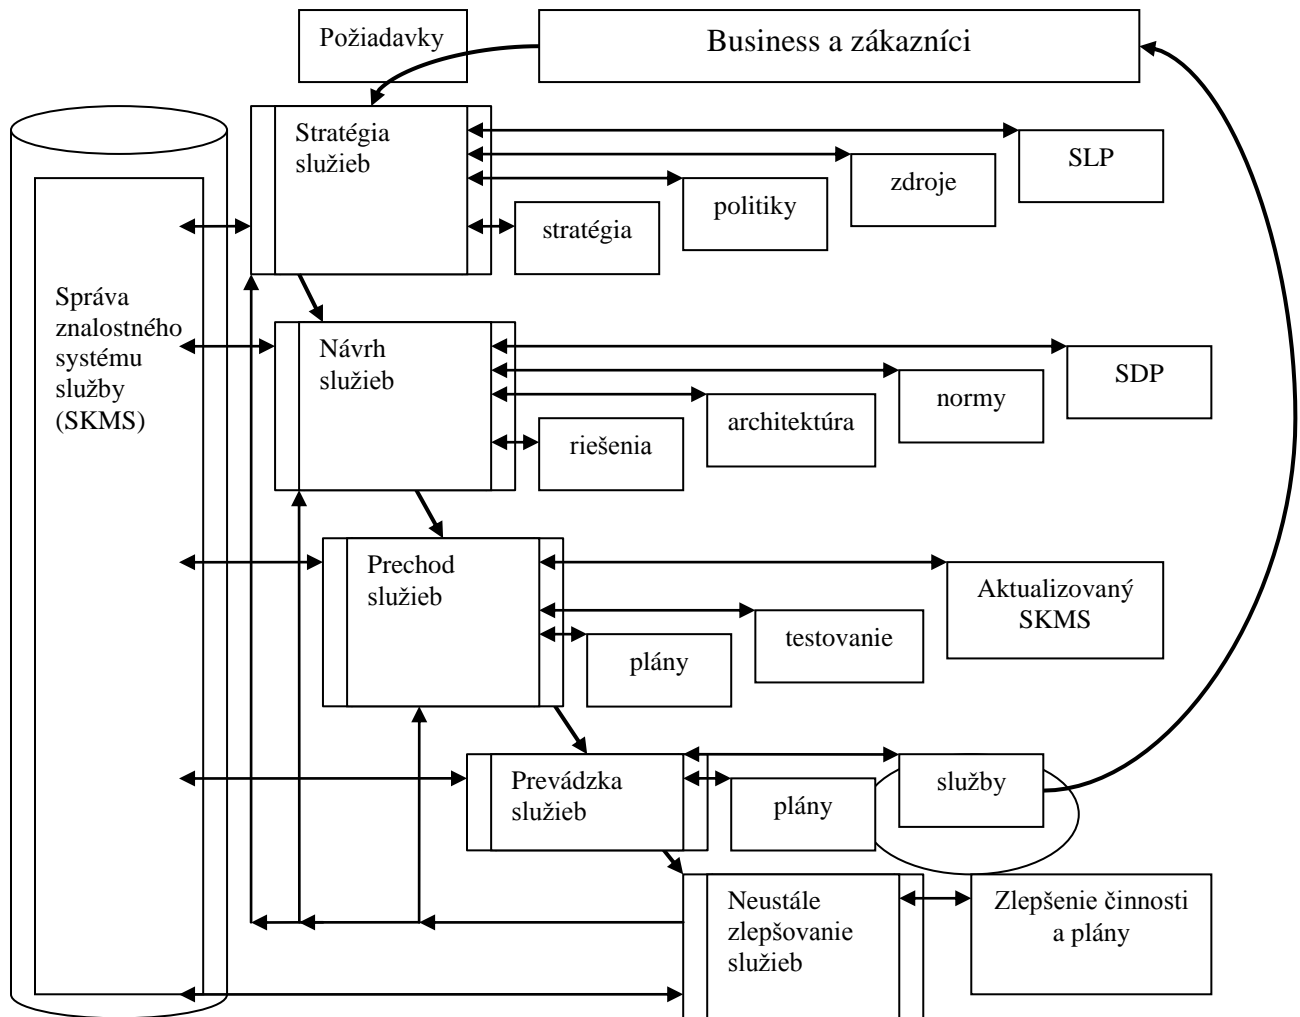 Požiadavky
Business a zákazníci
Stratégia
služieb
SLP
zdroje
politiky
stratégia
Správa
znalostného
systému
služby
(SKMS)
Návrh
služieb
SDP
normy
architektúra
riešenia
Prechod
služieb
Aktualizovaný
SKMS
testovanie
plány
Prevádzka
služieb
služby
plány
Neustále
zlepšovanie
služieb
Zlepšenie činnosti
a plány